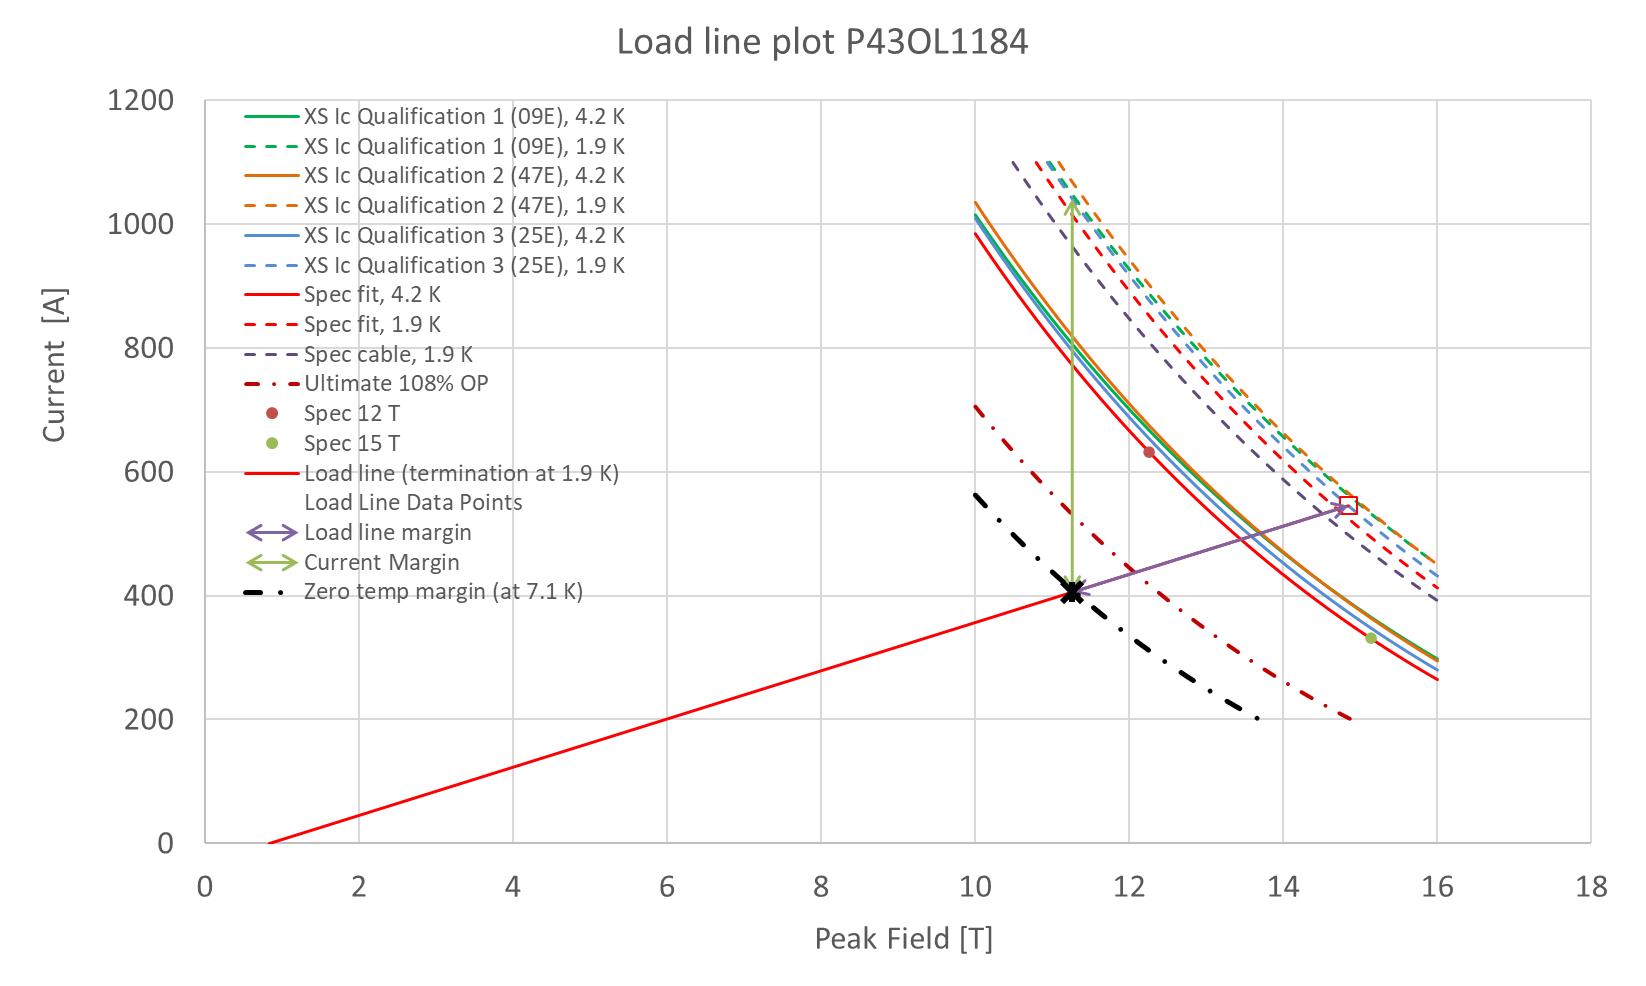 Load line plot P43OL1184
1200
1000
800
600
400
200
0
Current [A]
XS Ic Qualification 1 (09E), 4.2 K
XS Ic Qualification 1 (09E), 1.9 K
XS Ic Qualification 2 (47E), 4.2 K
XS Ic Qualification 2 (47E), 1.9 K
XS Ic Qualification 3 (25E), 4.2 K
XS Ic Qualification 3 (25E), 1.9 K
Spec fit, 4.2 K
Spec fit, 1.9 K
Spec cable, 1.9 K
Ultimate 108% OP
Spec 12 T
Spec 15 T
Load line (termination at 1.9 K)
Load Line Data Points
Load line margin
Current Margin
Zero temp margin (at 7.1 K)
0 2 4 6 8 10 12 14 16 18
Peak Field [T]